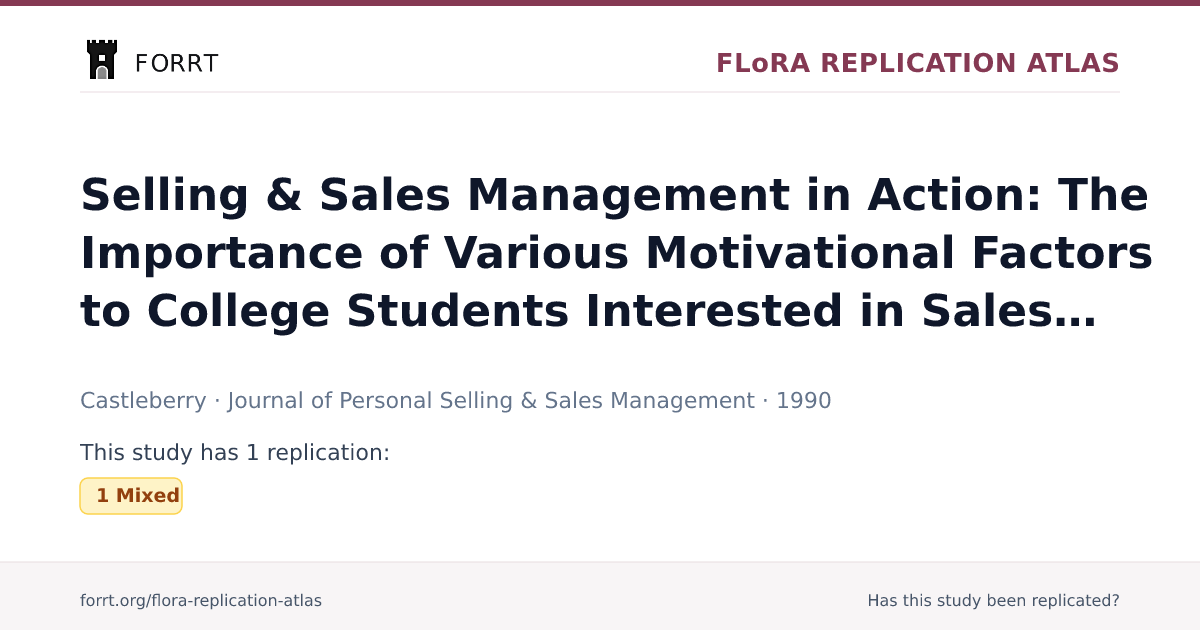 FORRT
FLoRA REPLICATION ATLAS
Selling & Sales Management in Action: The
Importance of Various Motivational Factors
to College Students Interested in Sales…
Castleberry · Journal of Personal Selling & Sales Management · 1990
This study has 1 replication:
1 Mixed
forrt.org/flora-replication-atlas
Has this study been replicated?